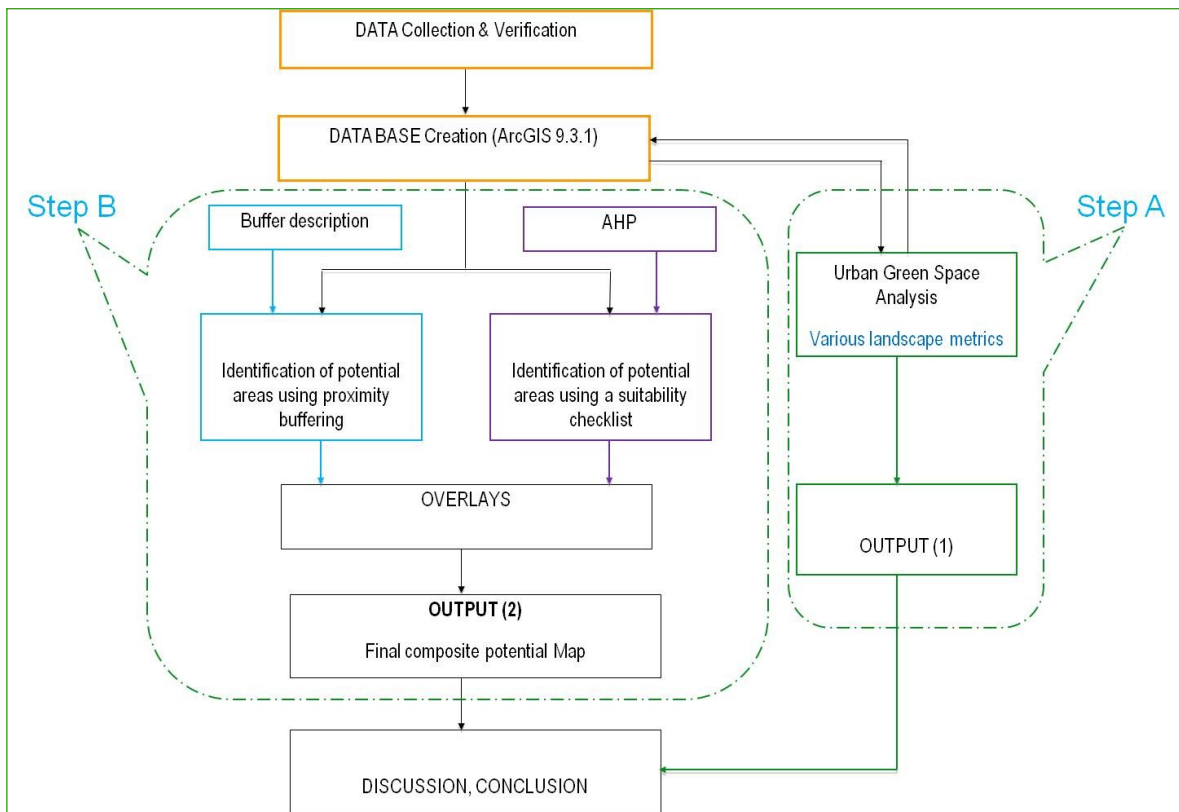 DATA Collection & Verification
DATA BASE Creation (ArcGIS 9.3.1)
Step B
Step A
Buffer description
AHP
Urban Green Space
Analysis
Various landscape metrics
Identification of potential
areas using proximity
buffering
Identification of potential
areas using a suitability
checklist
OVERLAYS
OUTPUT (1)
OUTPUT (2)
Final composite potential Map
DISCUSSION, CONCLUSION